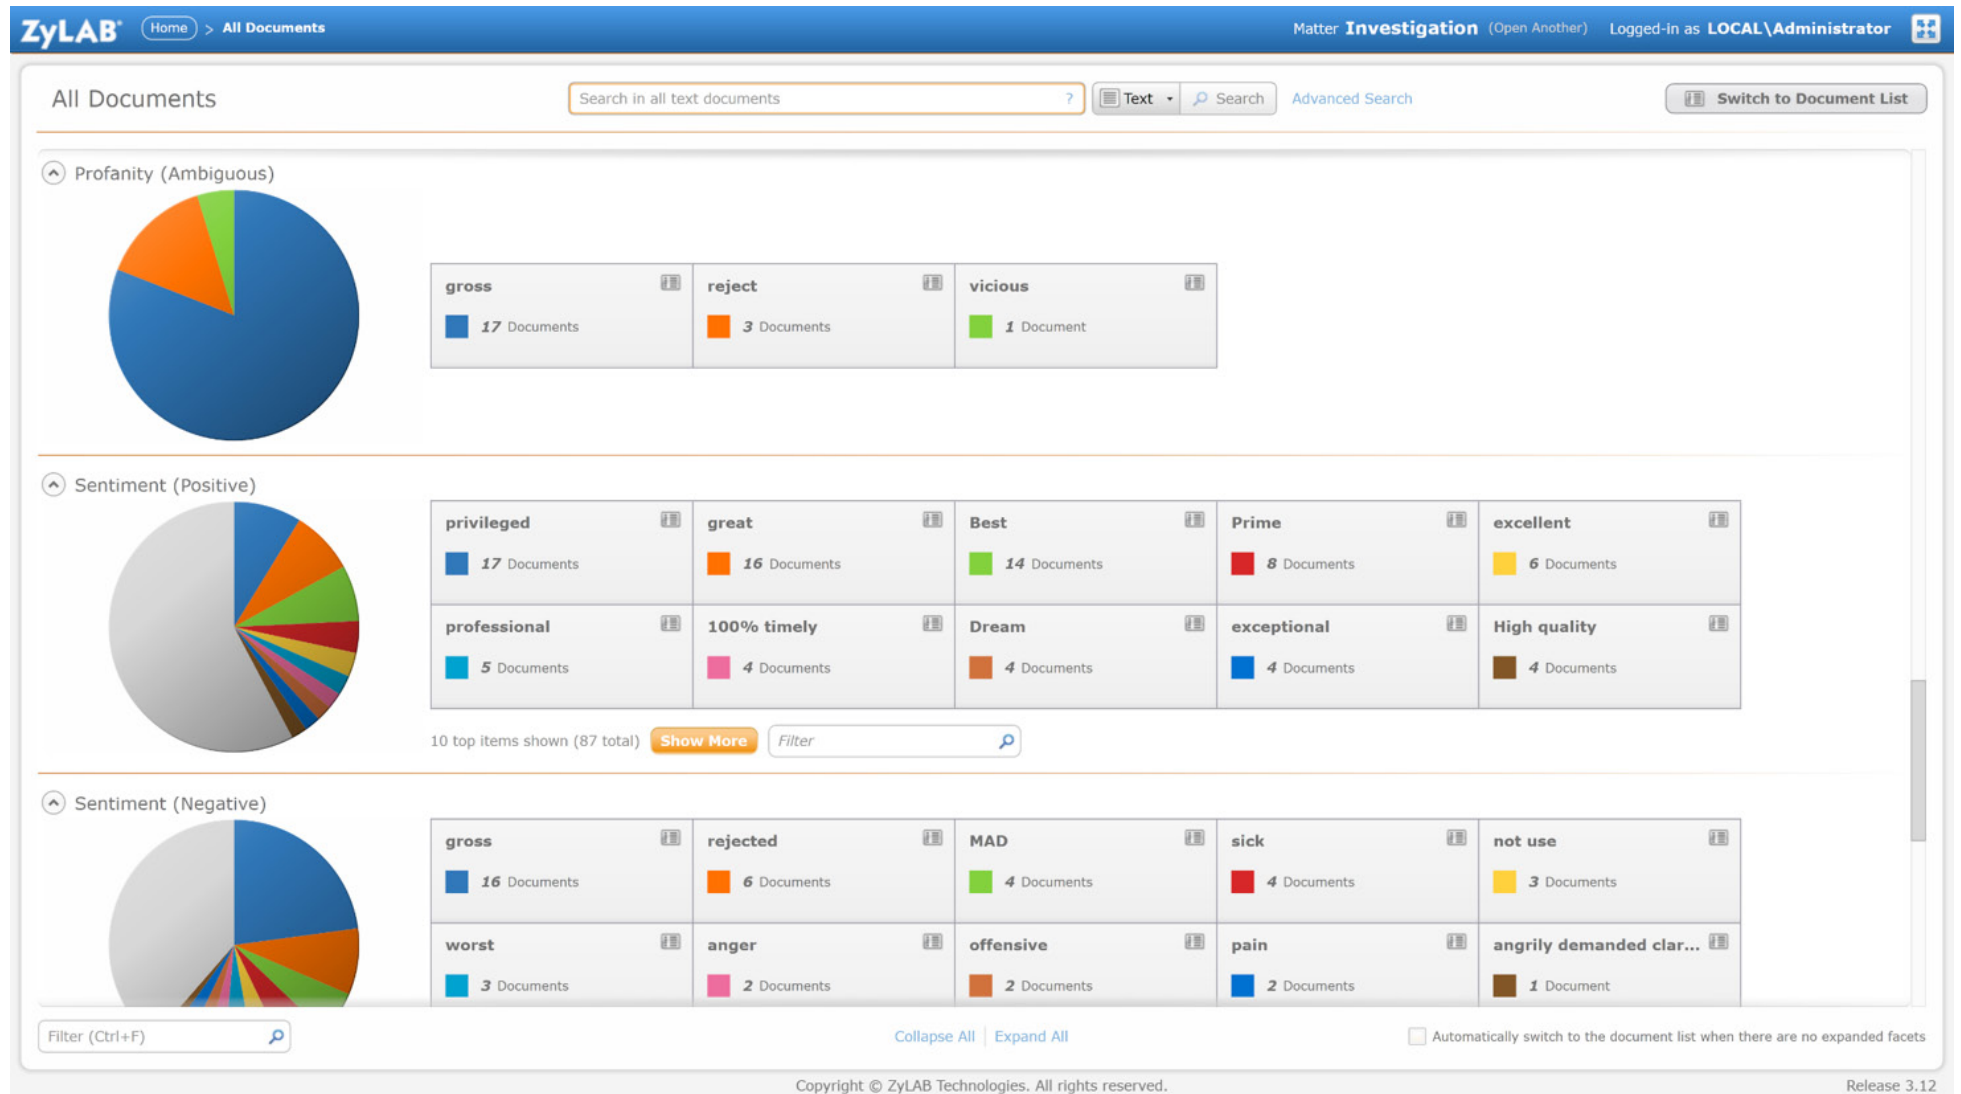 ZyLAB Home > All Documents Matter Investigation (Open Another) Logged-in as LOCAL\Administrator
All Documents Search in all text documents ? Text Search Advanced Search Switch to Document List
Profanity (Ambiguous)
gross reject vicious
17 Documents 3 Documents 1 Document
Sentiment (Positive)
privileged great Best Prime excellent
17 Documents 16 Documents 14 Documents 8 Documents 6 Documents
professional 100% timely Dream exceptional High quality
5 Documents 4 Documents 4 Documents 4 Documents 4 Documents
10 top items shown (87 total) Show More Filter
Sentiment (Negative)
gross rejected MAD sick not use
16 Documents 6 Documents 4 Documents 4 Documents 3 Documents
worst anger offensive pain angrily demanded clar...
3 Documents 2 Documents 2 Documents 2 Documents 1 Document
Filter (Ctrl+F) Collapse All Expand All Automatically switch to the document list when there are no expanded facets
Copyright © ZyLAB Technologies. All rights reserved. Release 3.12